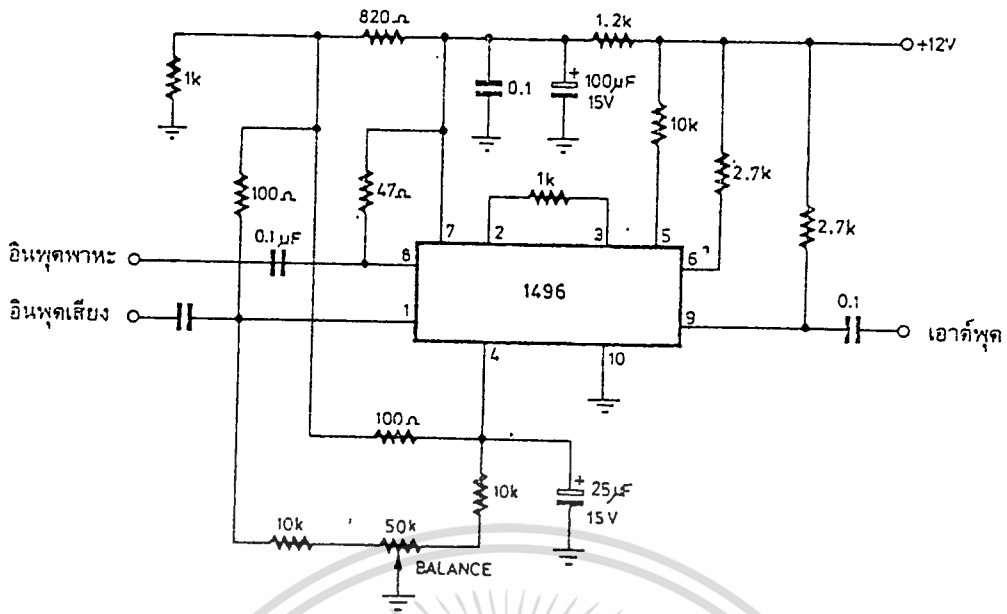 820Ω
1.2k
+12V
1k
0.1
+
100µF
15V
10k
2.7k
100Ω
47Ω
1k
2.7k
0.1µF
7
2
3
5
อินพุตพาหะ
8
6
1496
อินพุตเสียง
1
9
0.1
เอาต์พุต
4
10
100Ω
10k
+
25µF
15V
10k
50k
BALANCE